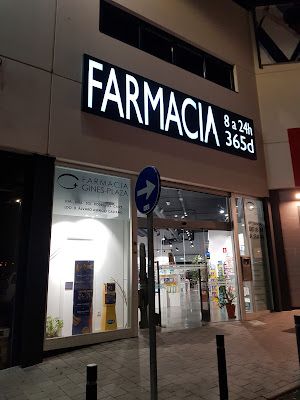 FARMACIA
8 a 24h
365d
FARMACIA
GINES-PLAZA